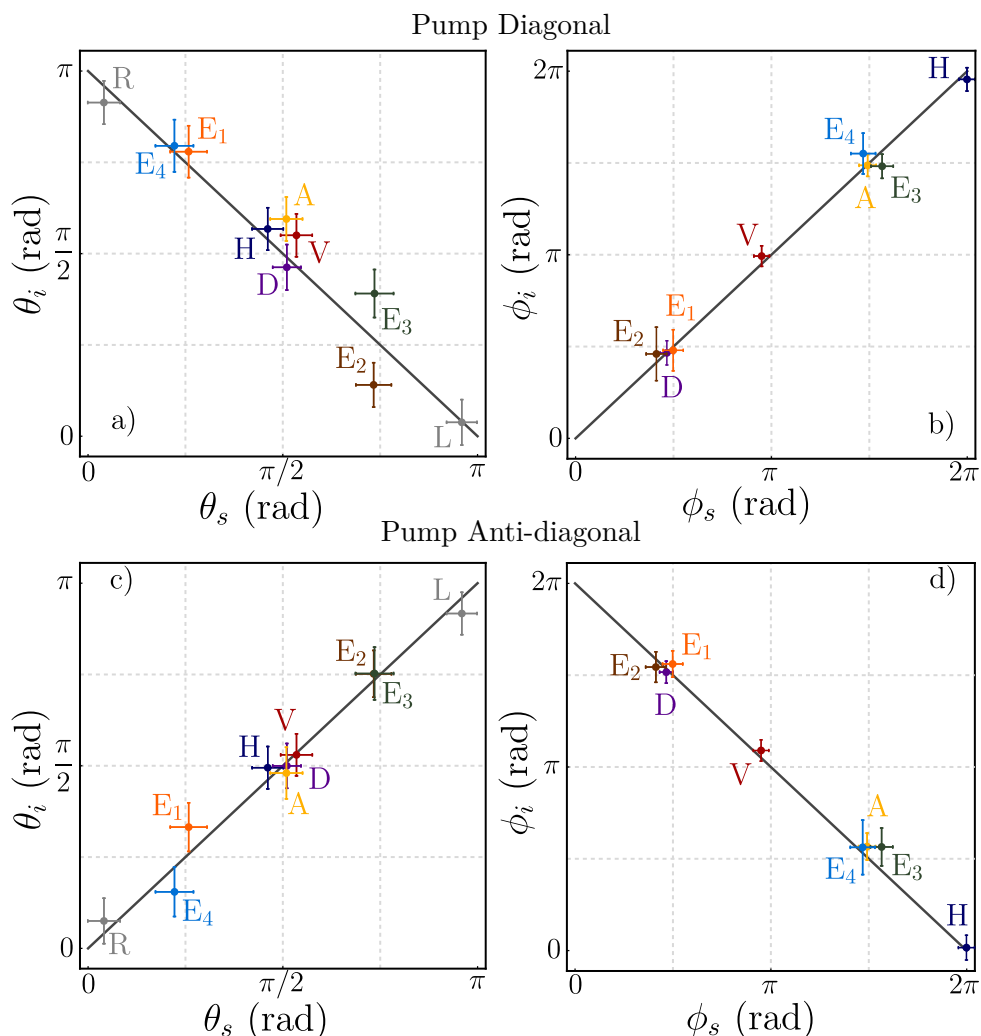 Pump Diagonal
π
R
E₁
E₄
A
H
V
D
E₃
E₂
L
a)
π/2
0
θᵢ (rad)
0
π/2
π
θₛ (rad)
2π
H
E₄
A
E₃
V
E₁
E₂
D
b)
π
0
ϕᵢ (rad)
0
π
2π
ϕₛ (rad)
Pump Anti-diagonal
c)
π
L
E₂
E₃
V
H
D
A
E₁
E₄
R
π/2
0
θᵢ (rad)
0
π/2
π
θₛ (rad)
d)
2π
E₁
E₂
D
V
A
E₄
E₃
H
π
0
ϕᵢ (rad)
0
π
2π
ϕₛ (rad)